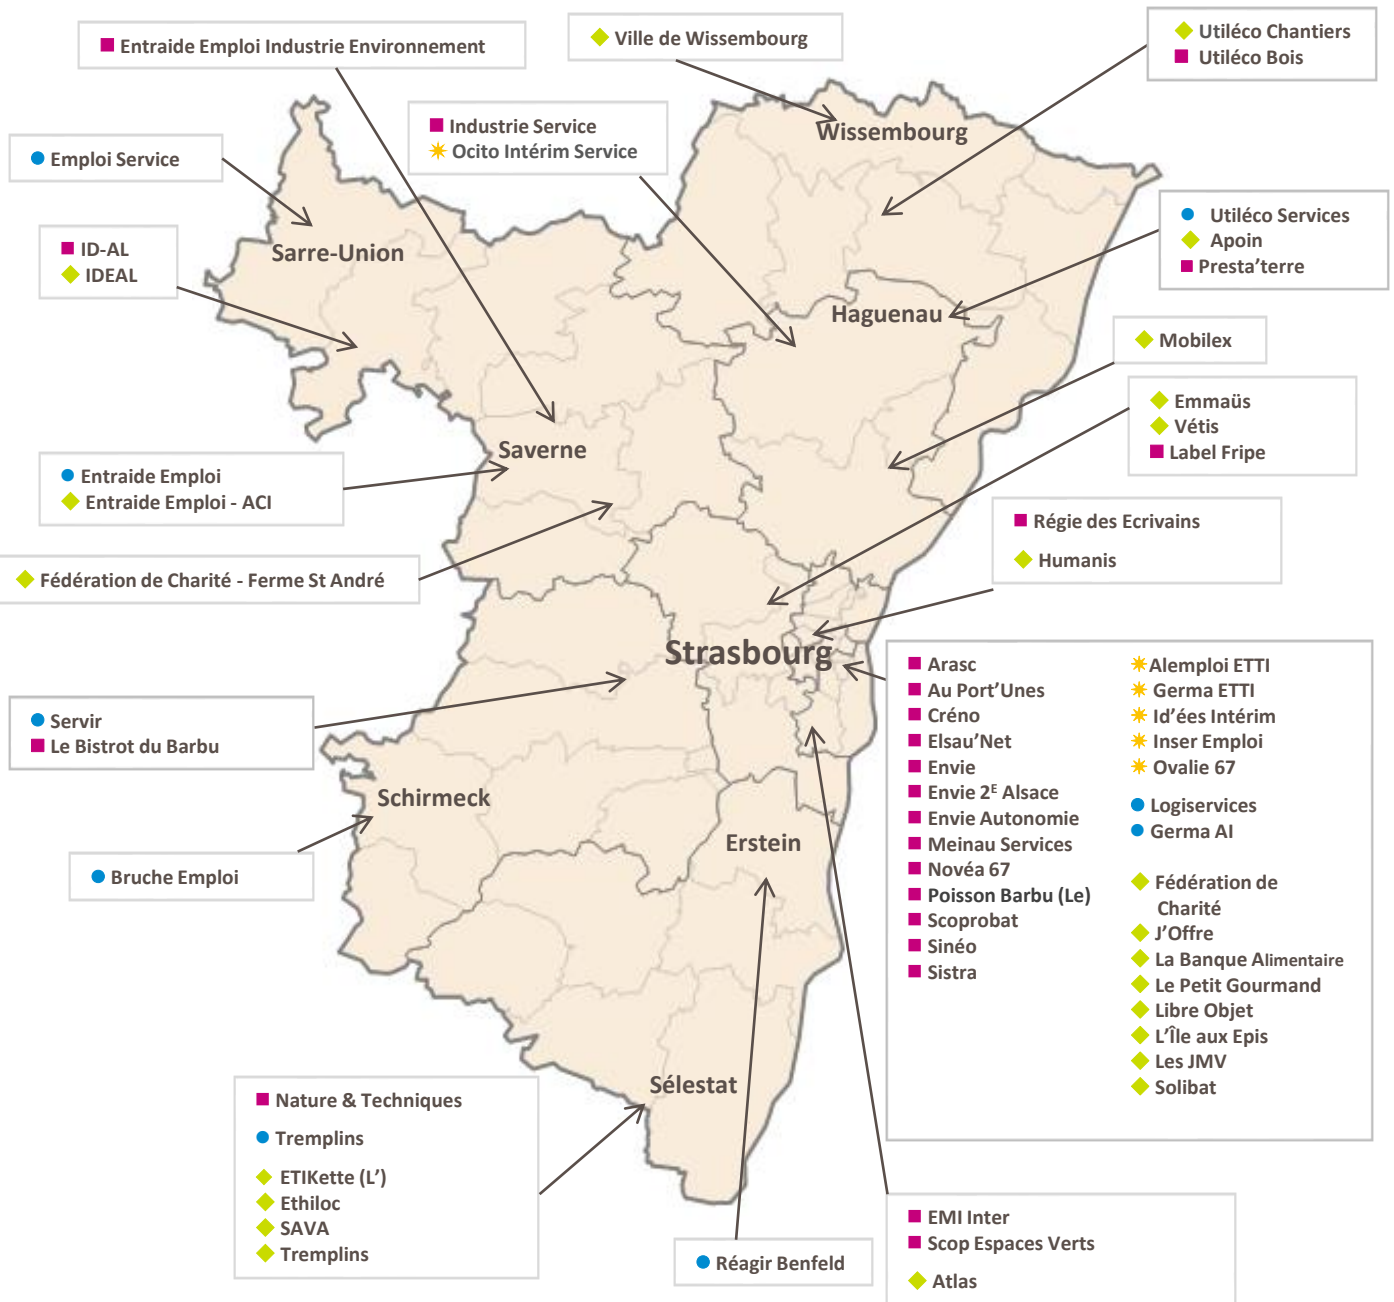 Entraide Emploi Industrie Environnement
Ville de Wissembourg
Utiléco Chantiers
Utiléco Bois
Industrie Service
Ocito Intérim Service
Wissembourg
Emploi Service
Utiléco Services
Apoin
Presta’terre
ID-AL
IDEAL
Sarre-Union
Haguenau
Mobilex
Emmaüs
Vétis
Label Fripe
Saverne
Entraide Emploi
Entraide Emploi - ACI
Régie des Ecrivains
Humanis
Fédération de Charité - Ferme St André
Strasbourg
Arasc
Au Port’Unes
Créno
Elsau’Net
Envie
Envie 2E Alsace
Envie Autonomie
Meinau Services
Novéa 67
Poisson Barbu (Le)
Scoprobat
Sinéo
Sistra
Alemploi ETTI
Germa ETTI
Id’ées Intérim
Inser Emploi
Ovalie 67
Logiservices
Germa AI
Fédération de
Charité
J’Offre
La Banque Alimentaire
Le Petit Gourmand
Libre Objet
L’Île aux Epis
Les JMV
Solibat
Servir
Le Bistrot du Barbu
Schirmeck
Erstein
Bruche Emploi
Sélestat
Nature & Techniques
Tremplins
ETIKette (L’)
Ethiloc
SAVA
Tremplins
Réagir Benfeld
EMI Inter
Scop Espaces Verts
Atlas